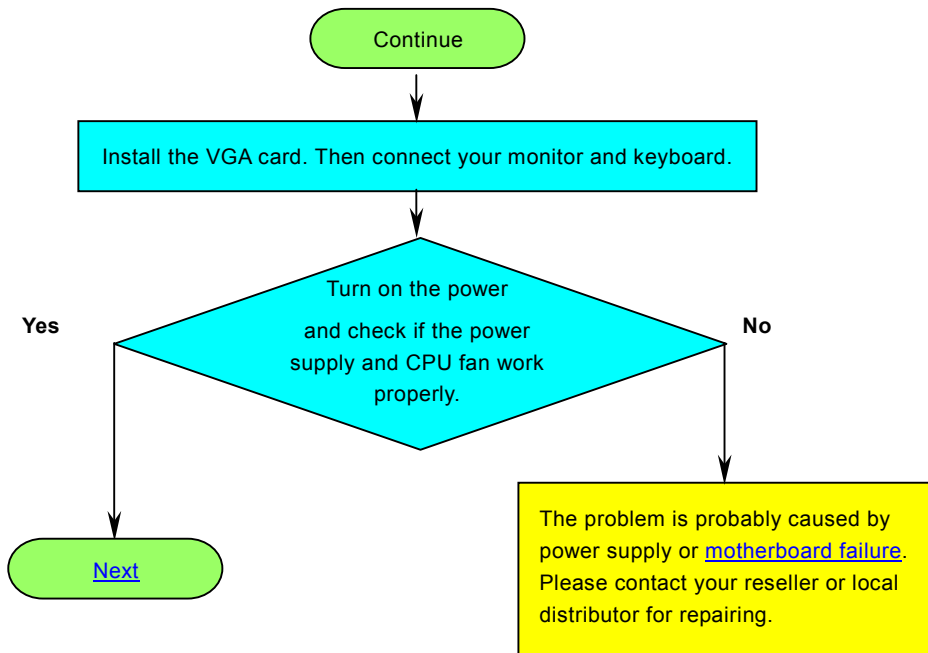 Continue
Install the VGA card. Then connect your monitor and keyboard.
Turn on the power
and check if the power
supply and CPU fan work
properly.
Yes
No
Next
The problem is probably caused by
power supply or motherboard failure.
Please contact your reseller or local
distributor for repairing.